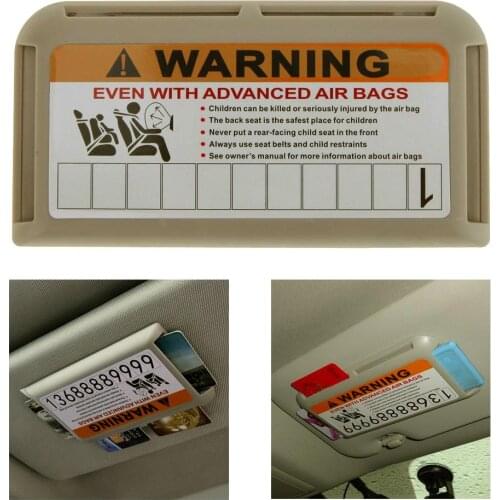 WARNING
EVEN WITH ADVANCED AIR BAGS
• Children can be killed or seriously injured by the air bag
• The back seat is the safest place for children
• Never put a rear-facing child seat in the front
• Always use seat belts and child restraints
• See owner's manual for more information about air bags
1
13688889999
EVEN WITH ADVANCED AIR BAGS
WARNING
WARNING
EVEN WITH ADVANCED AIR BAGS
13688889999